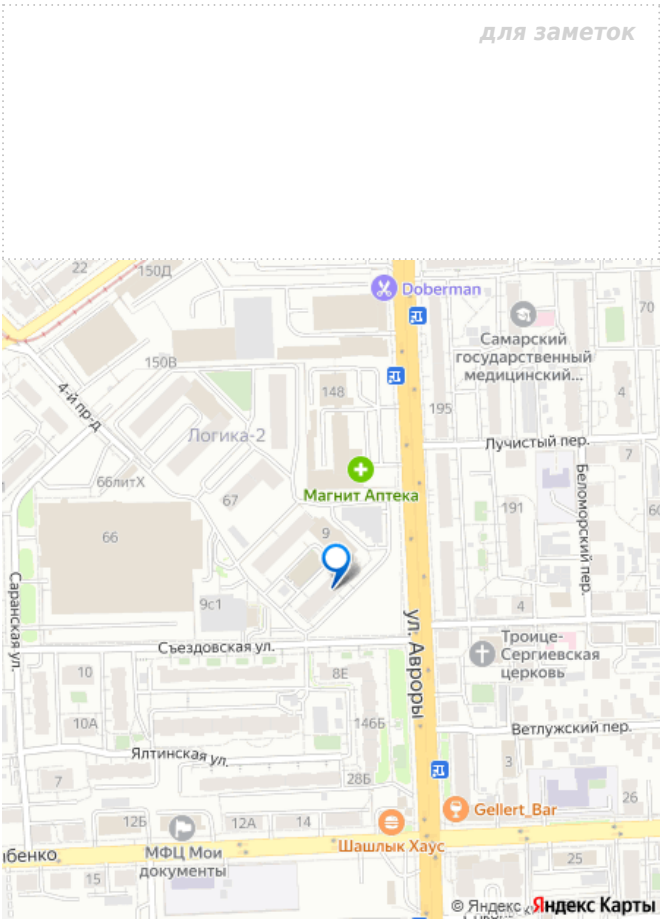 для заметок
22
150Д
Doberman
70
Самарский
государственный
медицинский...
150В
4-й пр-д
148
4
195
Логика-2
Лучистый пер.
7
66литХ
Магнит Аптека
67
191
Беломорский пер.
66
9
Саранская ул.
9с1
4
ул. Авроры
Троице-
Сергиевская
церковь
Съездовская ул.
10
8Е
10А
146Б
Ветлужский пер.
Ялтинская ул.
3
7
28Б
26
Gellert_Bar
12Б
12А
14
Шашлык Хаус
МФЦ Мои
документы
25
15
© Яндекс
Яндекс Карты